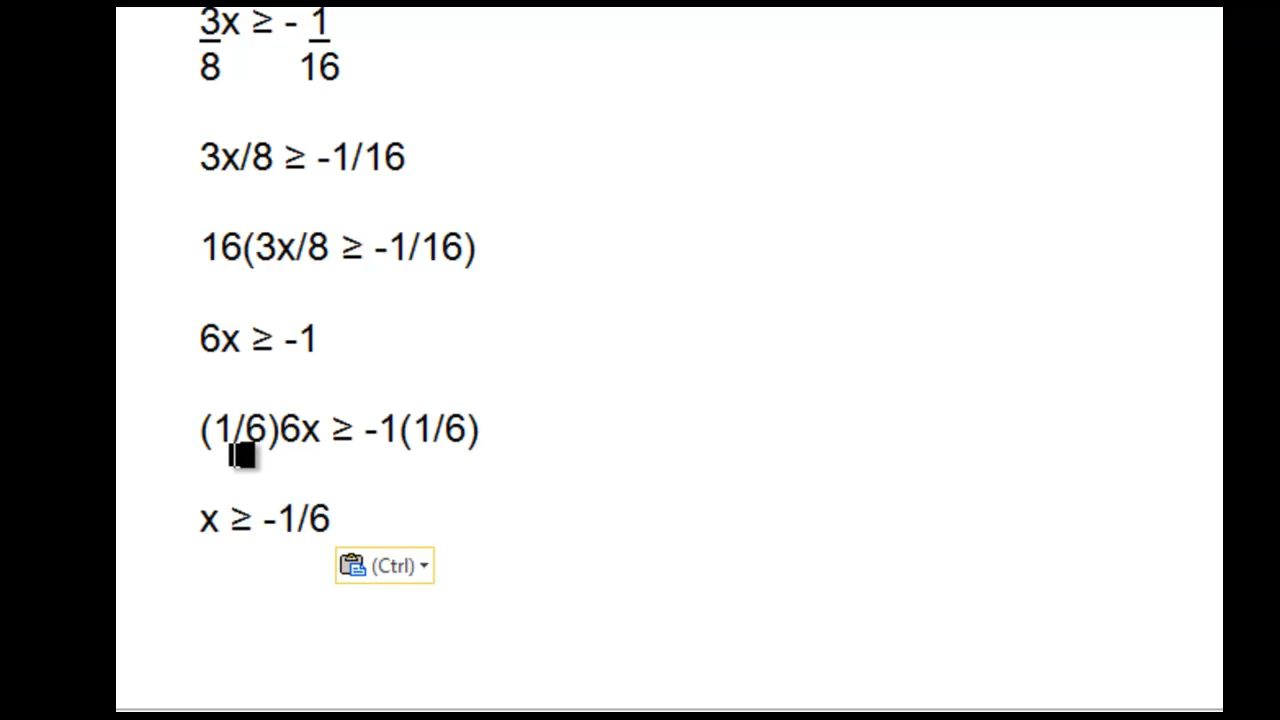 3x ≥ - 1
8 16
3x/8 ≥ -1/16
16(3x/8 ≥ -1/16)
6x ≥ -1
(1/6)6x ≥ -1(1/6)
x ≥ -1/6
(Ctrl)